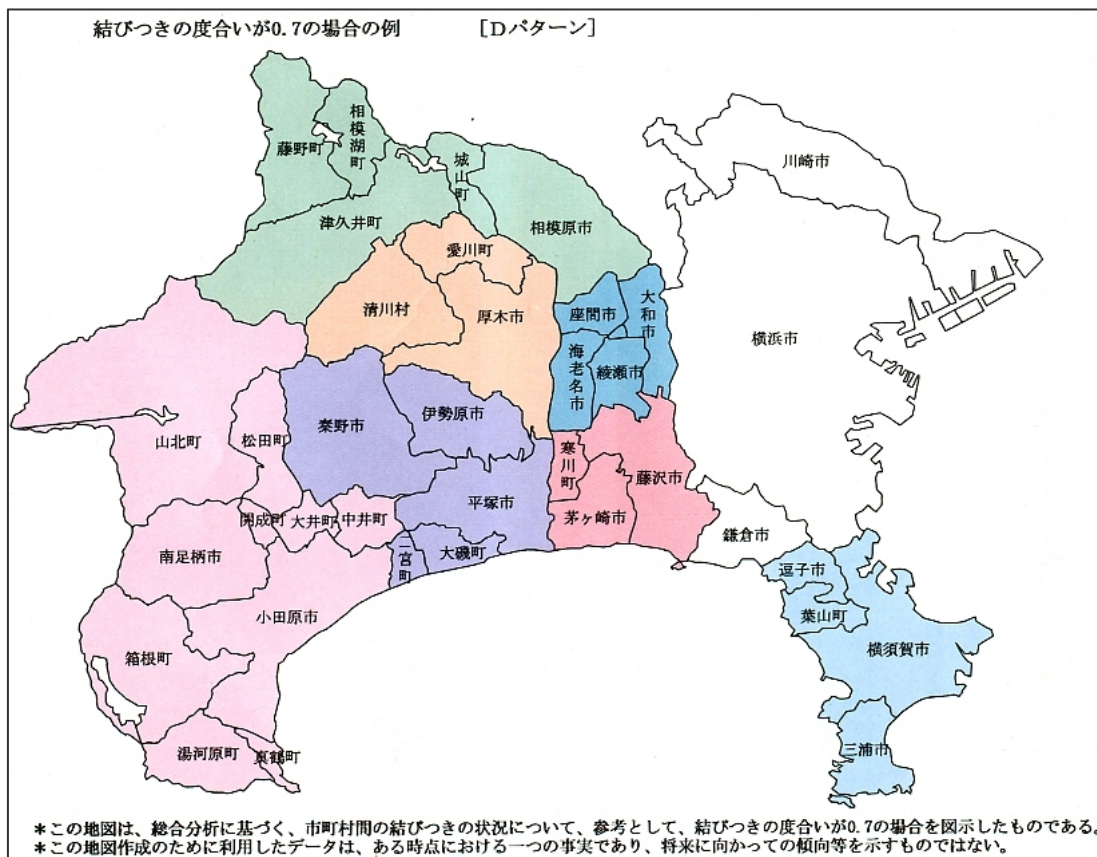 結びつきの度合いが0.7の場合の例　[Dパターン]
川崎市
相模湖町
藤野町
城山町
津久井町
相模原市
愛川町
清川村
厚木市
座間市
大和市
横浜市
海老名市
綾瀬市
伊勢原市
秦野市
山北町
松田町
寒川町
藤沢市
平塚市
茅ヶ崎市
開成町
大井町
中井町
鎌倉市
南足柄市
二宮町
大磯町
逗子市
葉山町
小田原市
横須賀市
箱根町
三浦市
湯河原町
真鶴町
＊この地図は、総合分析に基づく、市町村間の結びつきの状況について、参考として、結びつきの度合いが0.7の場合を図示したものである。
＊この地図作成のために利用したデータは、ある時点における一つの事実であり、将来に向かっての傾向等を示すものではない。